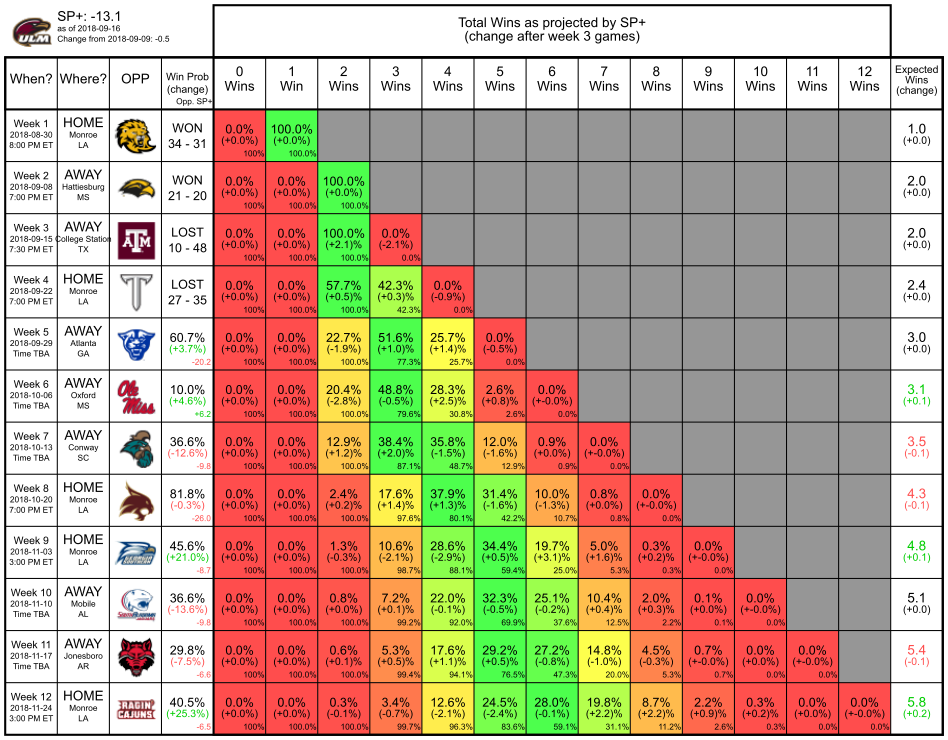 SP+: -13.1
as of 2018-09-16
Change from 2018-09-09: -0.5
ULM
Total Wins as projected by SP+
(change after week 3 games)
When? Where? OPP Win Prob 0 1 2 3 4 5 6 7 8 9 10 11 12 Expected
(change) Wins Win Wins Wins Wins Wins Wins Wins Wins Wins Wins Wins Wins Wins
Opp. SP+ (change)
Week 1 HOME WON 0.0% 100.0% 1.0
2018-08-30 Monroe 34 - 31 (+0.0%) (+0.0%) (+0.0)
8:00 PM ET LA 100% 100.0%
Week 2 AWAY WON 0.0% 0.0% 100.0% 2.0
2018-09-08 Hattiesburg 21 - 20 (+0.0%) (+0.0%) (+0.0%) (+0.0)
7:00 PM ET MS 100% 100.0% 100.0%
Week 3 AWAY LOST 0.0% 0.0% 100.0% 0.0% 2.0
2018-09-15 College Station ATM 10 - 48 (+0.0%) (+0.0%) (+2.1)% (-2.1%) (+0.0)
7:30 PM ET TX 100% 100.0% 100.0% 0.0%
Week 4 HOME LOST 0.0% 0.0% 57.7% 42.3% 0.0% 2.4
2018-09-22 Monroe 27 - 35 (+0.0%) (+0.0%) (+0.5)% (+0.3)% (-0.9%) (+0.0)
7:00 PM ET LA 100% 100.0% 100.0% 42.3% 0.0%
Week 5 AWAY 60.7% 0.0% 0.0% 22.7% 51.6% 25.7% 0.0% 3.0
2018-09-29 Atlanta (+3.7%) (+0.0%) (+0.0%) (-1.9%) (+1.0)% (+1.4)% (-0.5%) (+0.0)
Time TBA GA -20.2 100% 100.0% 100.0% 77.3% 25.7% 0.0%
Week 6 AWAY Ole Miss 10.0% 0.0% 0.0% 20.4% 48.8% 28.3% 2.6% 0.0% 3.1
2018-10-06 Oxford (+4.6%) (+0.0%) (+0.0%) (-2.8%) (-0.5%) (+2.5)% (+0.8)% (+-0.0%) (+0.1)
Time TBA MS +6.2 100% 100.0% 100.0% 79.6% 30.8% 2.6% 0.0%
Week 7 AWAY 36.6% 0.0% 0.0% 12.9% 38.4% 35.8% 12.0% 0.9% 0.0% 3.5
2018-10-13 Conway (-12.6%) (+0.0%) (+0.0%) (+1.2)% (+2.0)% (-1.5%) (-1.6%) (+0.0%) (+-0.0%) (-0.1)
Time TBA SC -9.8 100% 100.0% 100.0% 87.1% 48.7% 12.9% 0.9% 0.0%
Week 8 HOME 81.8% 0.0% 0.0% 2.4% 17.6% 37.9% 31.4% 10.0% 0.8% 0.0% 4.3
2018-10-20 Monroe (-0.3%) (+0.0%) (+0.0%) (+0.2)% (+1.4)% (+1.3)% (-1.6%) (-1.3%) (+0.0%) (+-0.0%) (-0.1)
7:00 PM ET LA -26.0 100% 100.0% 100.0% 97.6% 80.1% 42.2% 10.7% 0.8% 0.0%
Week 9 HOME 45.6% 0.0% 0.0% 1.3% 10.6% 28.6% 34.4% 19.7% 5.0% 0.3% 0.0% 4.8
2018-11-03 Monroe (+21.0%) (+0.0%) (+0.0%) (-0.3%) (-2.1%) (-2.9%) (+0.5)% (+3.1)% (+1.6)% (+0.2)% (+-0.0%) (+0.1)
3:00 PM ET LA -8.7 100% 100.0% 100.0% 98.7% 88.1% 59.4% 25.0% 5.3% 0.3% 0.0%
Week 10 AWAY 36.6% 0.0% 0.0% 0.8% 7.2% 22.0% 32.3% 25.1% 10.4% 2.0% 0.1% 0.0% 5.1
2018-11-10 Mobile (-13.6%) (+0.0%) (+0.0%) (+0.0%) (+0.1)% (-0.1%) (-0.5%) (-0.2%) (+0.4)% (+0.3)% (+0.0%) (+-0.0%) (+0.0)
Time TBA AL -9.8 100% 100.0% 100.0% 99.2% 92.0% 69.9% 37.6% 12.5% 2.2% 0.1% 0.0%
Week 11 AWAY 29.8% 0.0% 0.0% 0.6% 5.3% 17.6% 29.2% 27.2% 14.8% 4.5% 0.7% 0.0% 0.0% 5.4
2018-11-17 Jonesboro (-7.5%) (+0.0%) (+0.0%) (+0.1)% (+0.5)% (+1.1)% (+0.5)% (-0.8%) (-1.0%) (-0.3%) (+-0.0%) (+0.0%) (+-0.0%) (-0.1)
Time TBA AR -6.6 100% 100.0% 100.0% 99.4% 94.1% 76.5% 47.3% 20.0% 5.3% 0.7% 0.0% 0.0%
Week 12 HOME RAGIN' CAJUNS 40.5% 0.0% 0.0% 0.3% 3.4% 12.6% 24.5% 28.0% 19.8% 8.7% 2.2% 0.3% 0.0% 0.0% 5.8
2018-11-24 Monroe (+25.3%) (+0.0%) (+0.0%) (-0.1%) (-0.7%) (-2.1%) (-2.4%) (-0.1%) (+2.2)% (+2.2)% (+0.9)% (+0.2)% (+0.0%) (+-0.0%) (+0.2)
3:00 PM ET LA -6.5 100% 100.0% 100.0% 99.7% 96.3% 83.6% 59.1% 31.1% 11.2% 2.6% 0.3% 0.0% 0.0%